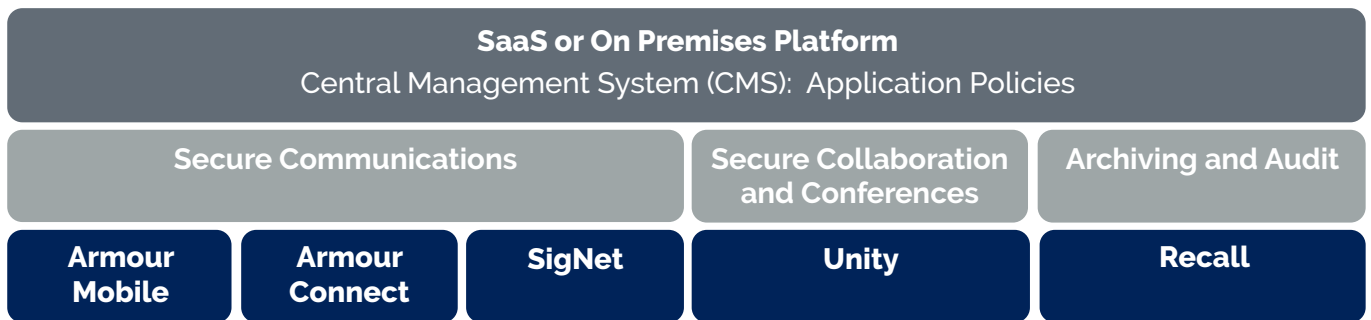 SaaS or On Premises Platform
Central Management System (CMS): Application Policies
Secure Communications
Secure Collaboration
and Conferences
Archiving and Audit
Armour
Mobile
Armour
Connect
SigNet
Unity
Recall